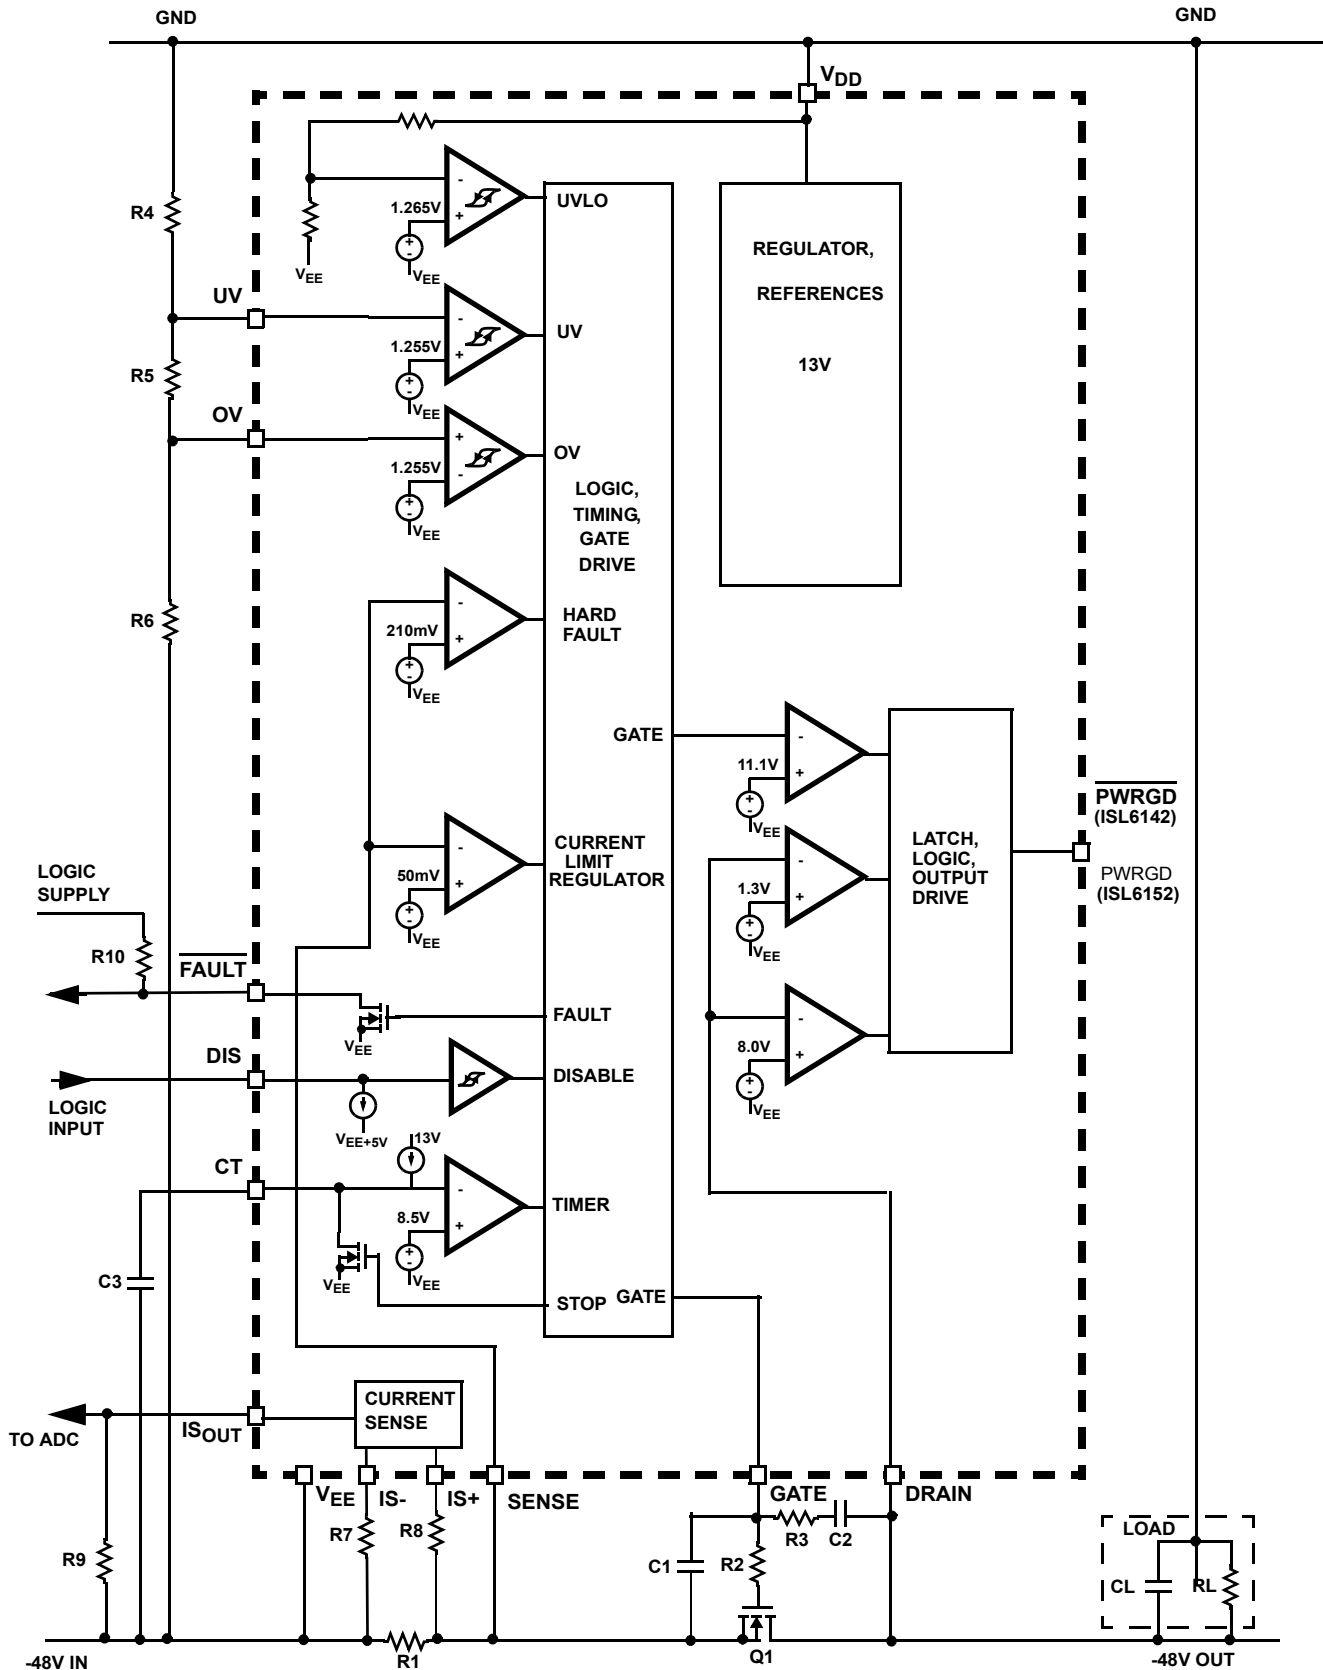 GND
GND
VDD
R4
1.265V
VEE
VEE
UVLO
REGULATOR,
REFERENCES
13V
UV
1.255V
VEE
UV
R5
OV
1.255V
VEE
OV
LOGIC,
TIMING,
GATE
DRIVE
R6
210mV
VEE
HARD
FAULT
GATE
11.1V
VEE
1.3V
VEE
8.0V
VEE
LATCH,
LOGIC,
OUTPUT
DRIVE
PWRGD
(ISL6142)
PWRGD
(ISL6152)
50mV
VEE
CURRENT
LIMIT
REGULATOR
LOGIC
SUPPLY
R10
FAULT
VEE
FAULT
DIS
LOGIC
INPUT
VEE+5V
DISABLE
CT
13V
8.5V
VEE
VEE
TIMER
C3
STOP
GATE
CURRENT
SENSE
TO ADC
ISOUT
VEE
IS-
IS+
SENSE
GATE
DRAIN
R9
R7
R8
C1
R2
R3
C2
LOAD
CL
RL
-48V IN
R1
Q1
-48V OUT